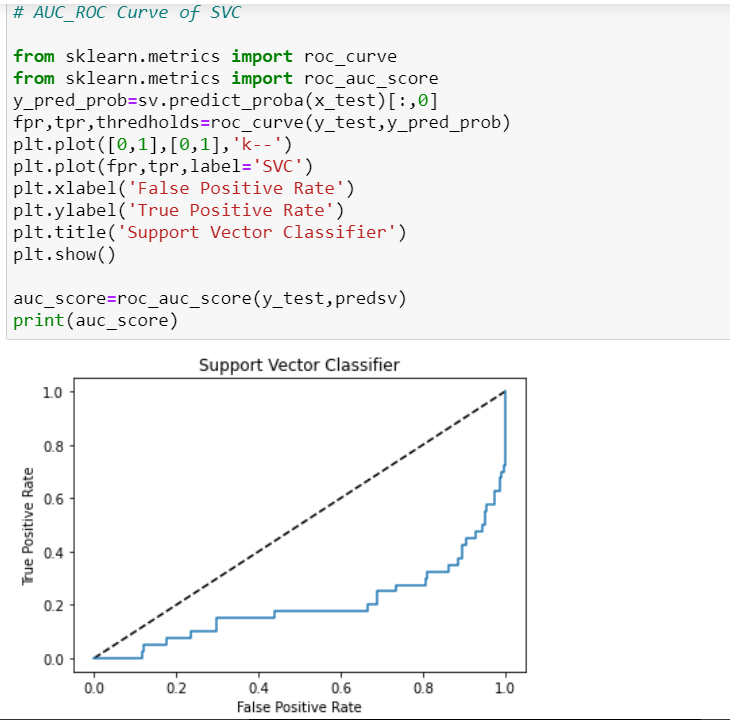 # AUC_ROC Curve of SVC
from sklearn.metrics import roc_curve
from sklearn.metrics import roc_auc_score
y_pred_prob=sv.predict_proba(x_test)[:,0]
fpr,tpr,thredholds=roc_curve(y_test,y_pred_prob)
plt.plot([0,1],[0,1],'k--')
plt.plot(fpr,tpr,label='SVC')
plt.xlabel('False Positive Rate')
plt.ylabel('True Positive Rate')
plt.title('Support Vector Classifier')
plt.show()
auc_score=roc_auc_score(y_test,predsv)
print(auc_score)
Support Vector Classifier
1.0
0.8
0.6
0.4
0.2
0.0
True Positive Rate
0.0 0.2 0.4 0.6 0.8 1.0
False Positive Rate